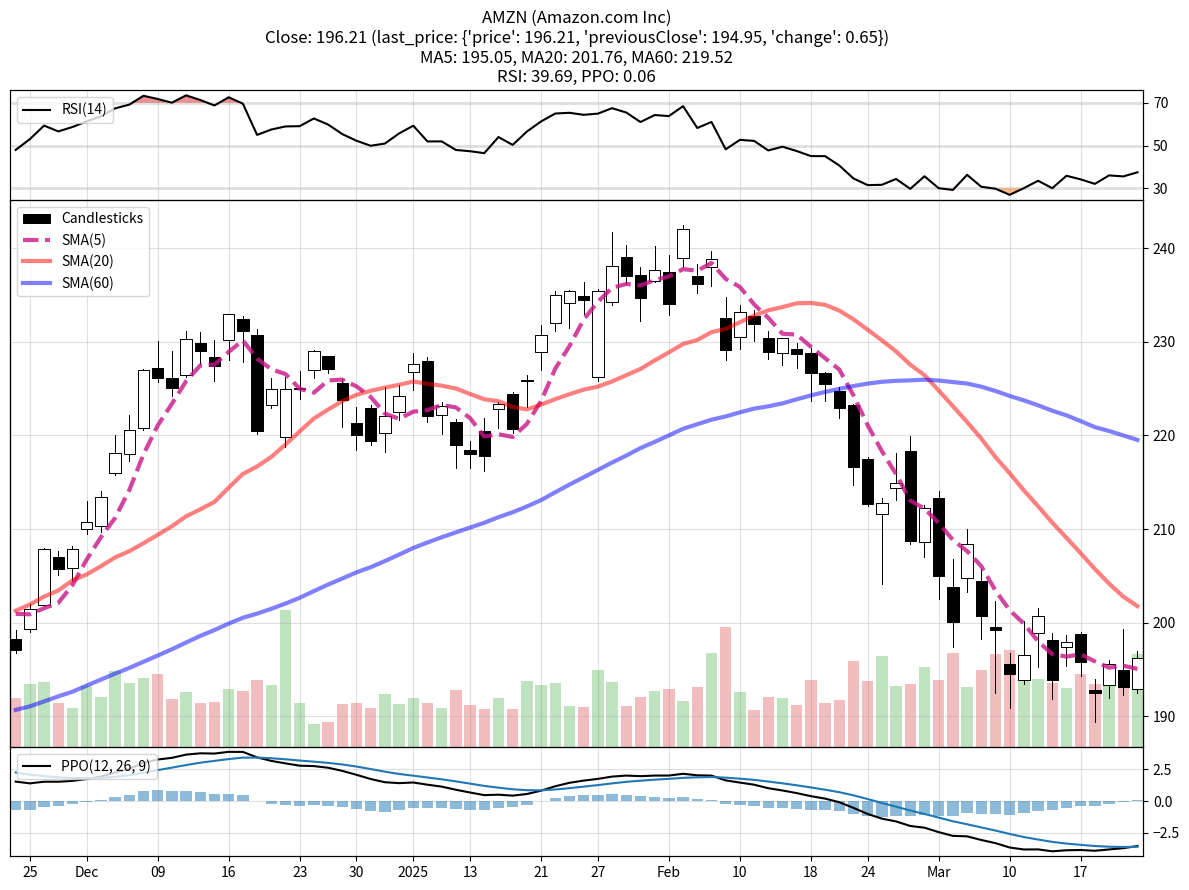 AMZN (Amazon.com Inc)
Close: 196.21 (last_price: {'price': 196.21, 'previousClose': 194.95, 'change': 0.65})
MA5: 195.05, MA20: 201.76, MA60: 219.52
RSI: 39.69, PPO: 0.06
RSI(14)
70
50
30
Candlesticks
SMA(5)
SMA(20)
SMA(60)
240
230
220
210
200
190
PPO(12, 26, 9)
2.5
0.0
−2.5
25 Dec 09 16 23 30 2025 13 21 27 Feb 10 18 24 Mar 10 17